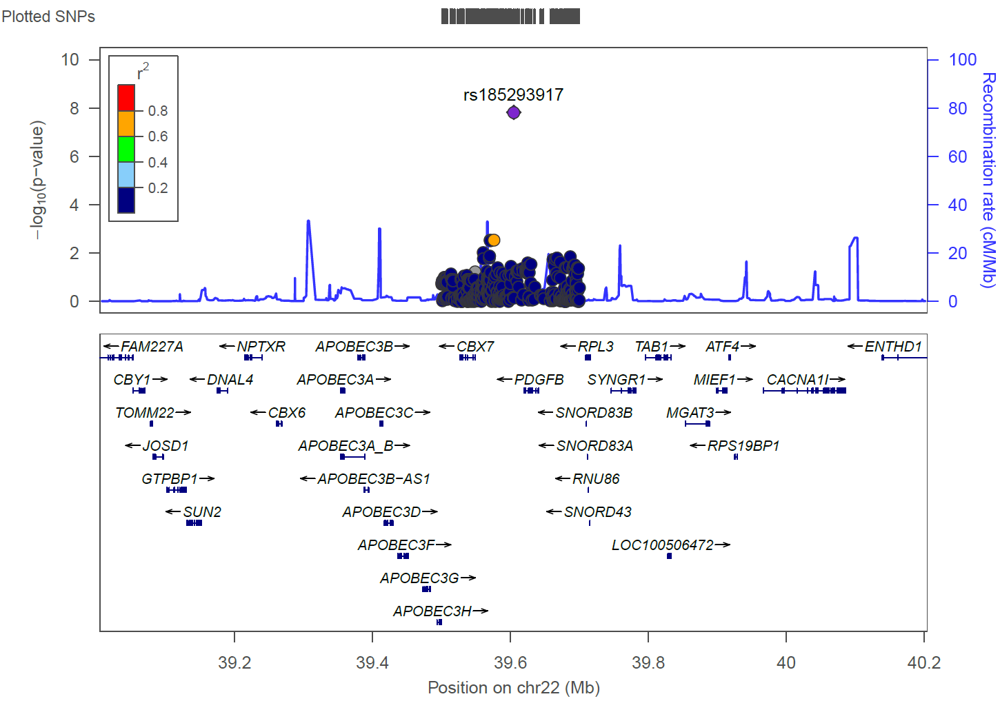 Plotted SNPs
10
8
6
4
2
0
−log10(p−value)
r2
0.8
0.6
0.4
0.2
rs185293917
100
80
60
40
20
0
Recombination rate (cM/Mb)
FAM227A NPTXR APOBEC3B CBX7 RPL3 TAB1 ATF4 ENTHD1
CBY1 DNAL4 APOBEC3A PDGFB SYNGR1 MIEF1 CACNA1I
TOMM22 CBX6 APOBEC3C SNORD83B MGAT3
JOSD1 APOBEC3A_B SNORD83A RPS19BP1
GTPBP1 APOBEC3B−AS1 RNU86
SUN2 APOBEC3D SNORD43
APOBEC3F LOC100506472
APOBEC3G
APOBEC3H
39.2 39.4 39.6 39.8 40 40.2
Position on chr22 (Mb)